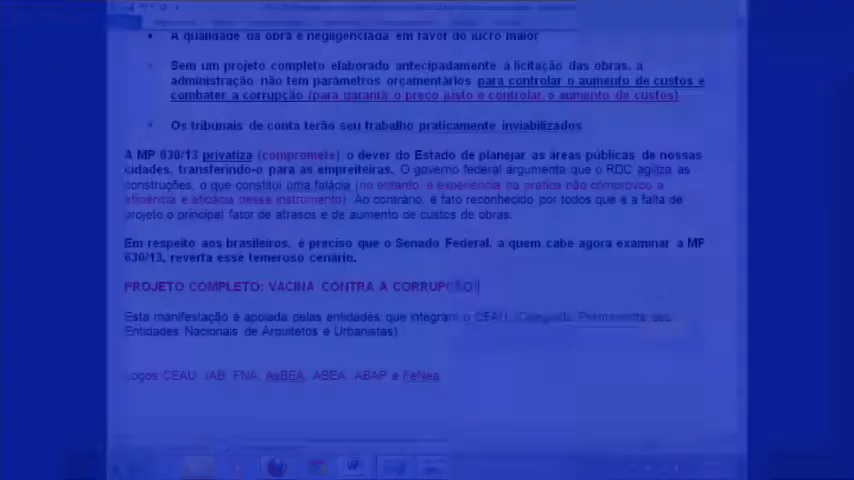 A qualidade da obra é negligenciada em favor do lucro maior
Sem um projeto completo elaborado antecipadamente à licitação das obras, a
administração não tem parâmetros orçamentários para controlar o aumento de custos e
combater a corrupção (para garantir o preço justo e controlar o aumento de custos)
Os tribunais de conta terão seu trabalho praticamente inviabilizados
A MP 630/13 privatiza (compromete) o dever do Estado de planejar as áreas públicas de nossas
cidades, transferindo-o para as empreiteiras. O governo federal argumenta que o RDC agiliza as
construções, o que constitui uma falácia (no entanto a experiência na prática não comprovou a
eficiência e eficácia desse instrumento). Ao contrário, é fato reconhecido por todos que é a falta de
projeto o principal fator de atrasos e de aumento de custos de obras.
Em respeito aos brasileiros, é preciso que o Senado Federal, a quem cabe agora examinar a MP
630/13, reverta esse temeroso cenário.
PROJETO COMPLETO: VACINA CONTRA A CORRUPÇÃO!
Esta manifestação é apoiada pelas entidades que integram o CEAU (Colegiado Permanente das
Entidades Nacionais de Arquitetos e Urbanistas)
Logos CEAU, IAB, FNA, AsBEA, ABEA, ABAP e FeNea